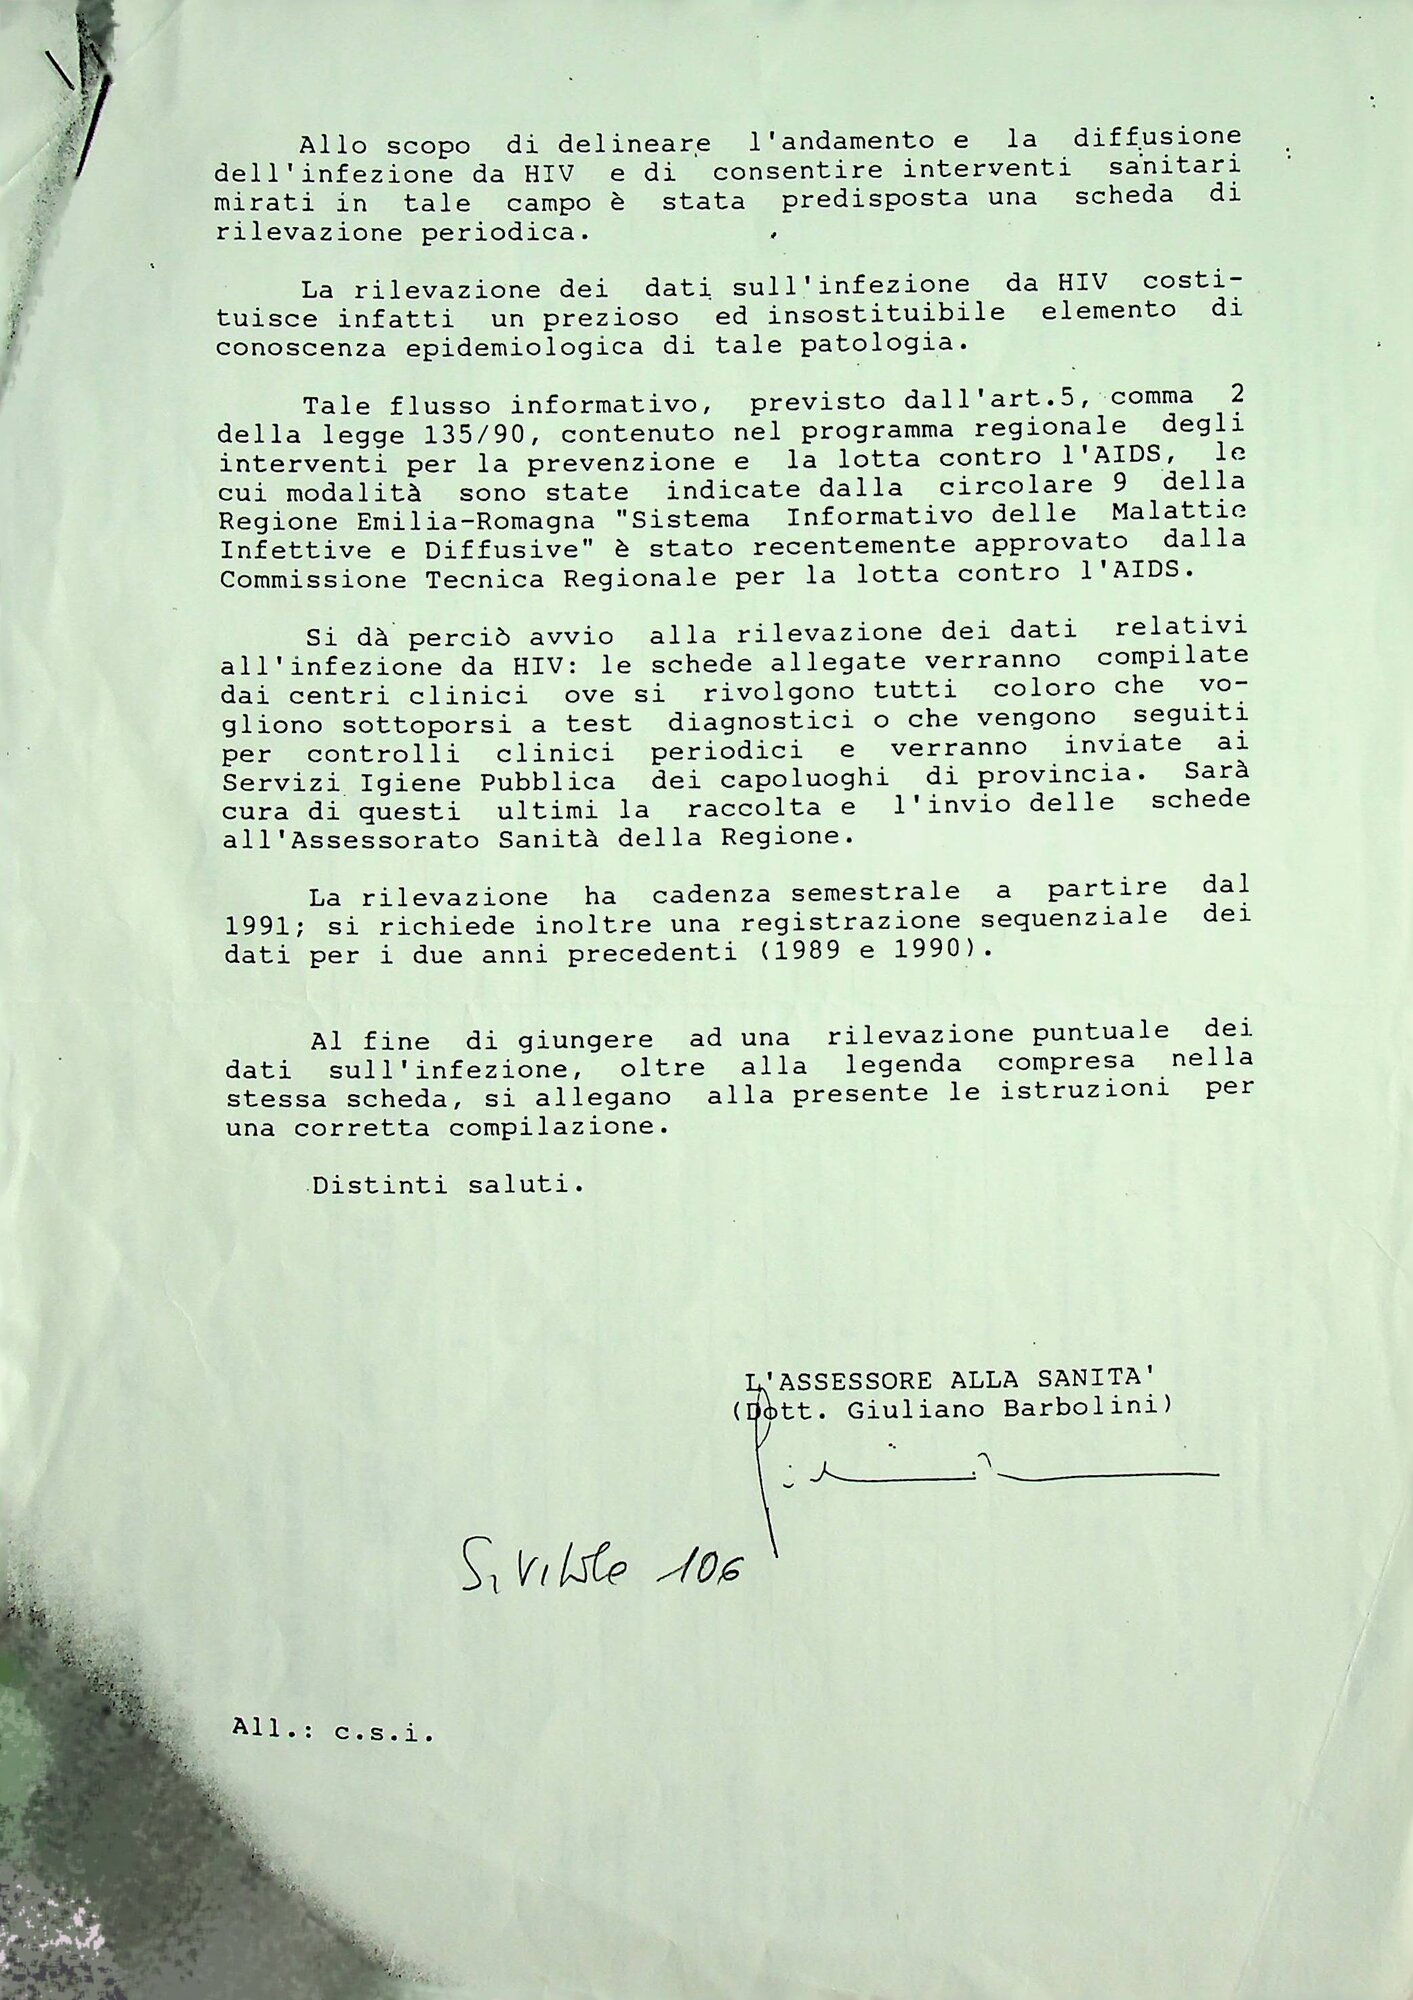 Allo scopo di delineare l'andamento e la diffusione
dell'infezione da HIV e di consentire interventi sanitari
mirati in tale campo è stata predisposta una scheda di
rilevazione periodica.
La rilevazione dei dati sull'infezione da HIV costi-
tuisce infatti un prezioso ed insostituibile elemento di
conoscenza epidemiologica di tale patologia.
Tale flusso informativo, previsto dall'art.5, comma 2
della legge 135/90, contenuto nel programma regionale degli
interventi per la prevenzione e la lotta contro l'AIDS, le
cui modalità sono state indicate dalla circolare 9 della
Regione Emilia-Romagna "Sistema Informativo delle Malattie
Infettive e Diffusive" è stato recentemente approvato dalla
Commissione Tecnica Regionale per la lotta contro l'AIDS.
Si dà perciò avvio alla rilevazione dei dati relativi
all'infezione da HIV: le schede allegate verranno compilate
dai centri clinici ove si rivolgono tutti coloro che vo-
gliono sottoporsi a test diagnostici o che vengono seguiti
per controlli clinici periodici e verranno inviate ai
Servizi Igiene Pubblica dei capoluoghi di provincia. Sarà
cura di questi ultimi la raccolta e l'invio delle schede
all'Assessorato Sanità della Regione.
La rilevazione ha cadenza semestrale a partire dal
1991; si richiede inoltre una registrazione sequenziale dei
dati per i due anni precedenti (1989 e 1990).
Al fine di giungere ad una rilevazione puntuale dei
dati sull'infezione, oltre alla legenda compresa nella
stessa scheda, si allegano alla presente le istruzioni per
una corretta compilazione.
Distinti saluti.
L'ASSESSORE ALLA SANITA'
(Dott. Giuliano Barbolini)
106
All.: c.s.i.